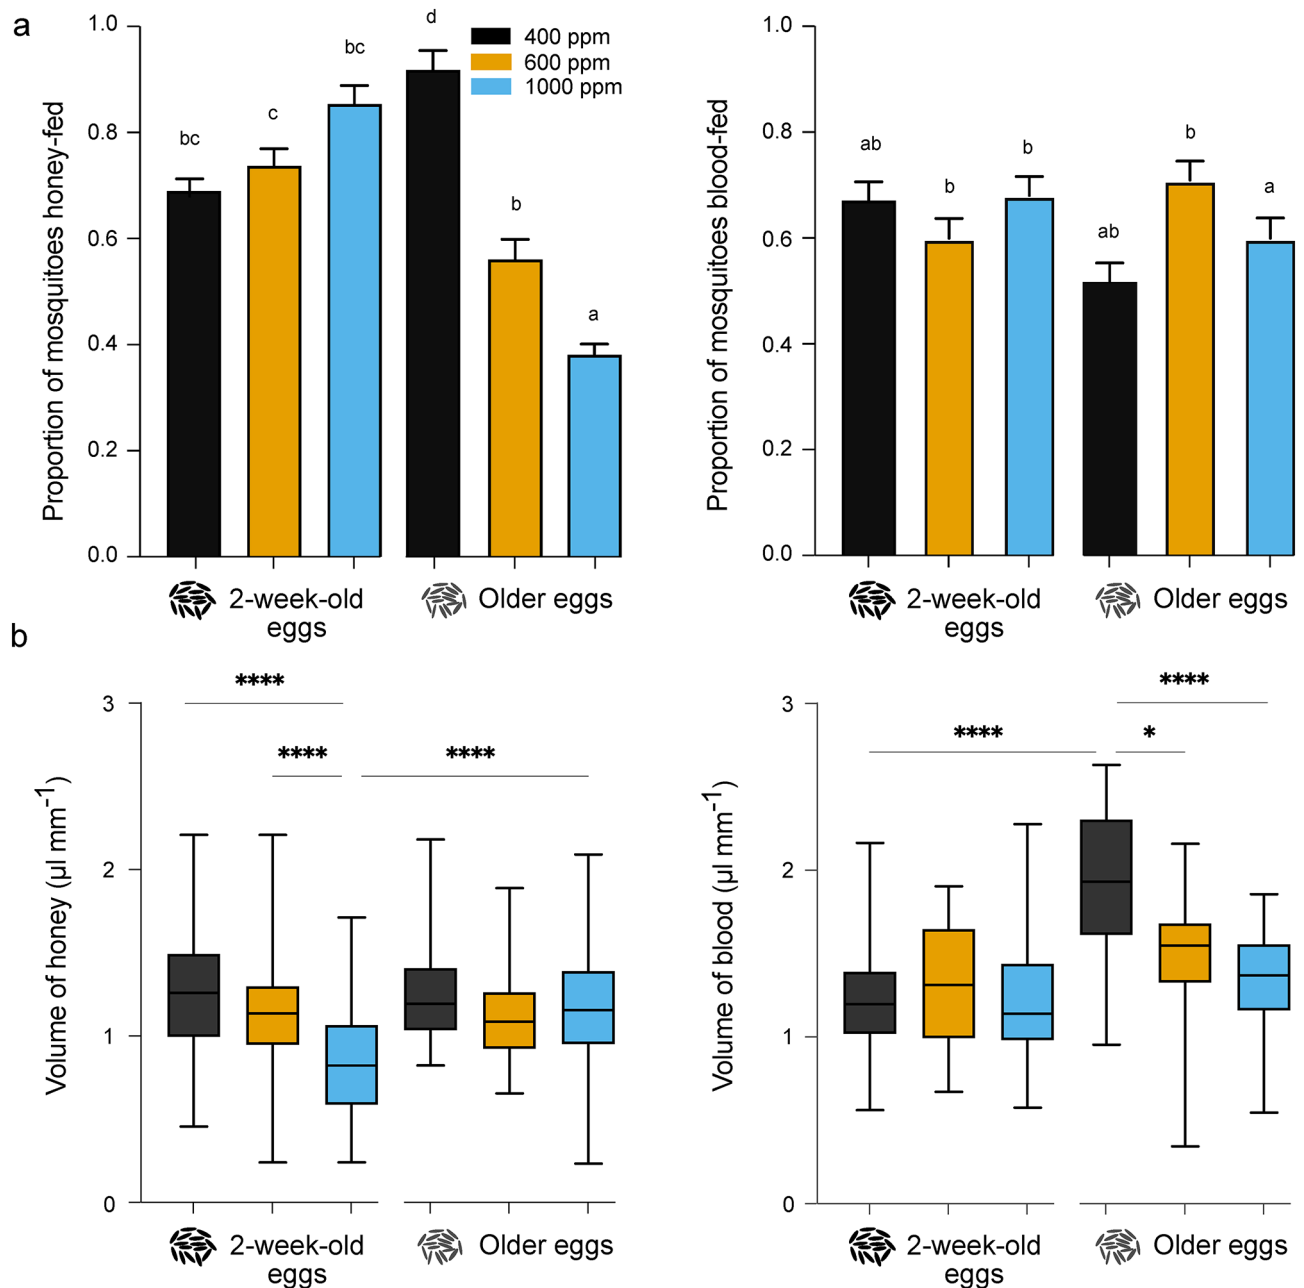 a
Proportion of mosquitoes honey-fed
1.0
0.8
0.6
0.4
0.2
0.0
bc
c
bc
d
b
a
400 ppm
600 ppm
1000 ppm
2-week-old
eggs
Older eggs
Proportion of mosquitoes blood-fed
1.0
0.8
0.6
0.4
0.2
0.0
ab
b
b
ab
b
a
2-week-old
eggs
Older eggs
b
Volume of honey (µl mm⁻¹)
3
2
1
0
****
****
****
2-week-old
eggs
Older eggs
Volume of blood (µl mm⁻¹)
3
2
1
0
****
****
*
2-week-old
eggs
Older eggs